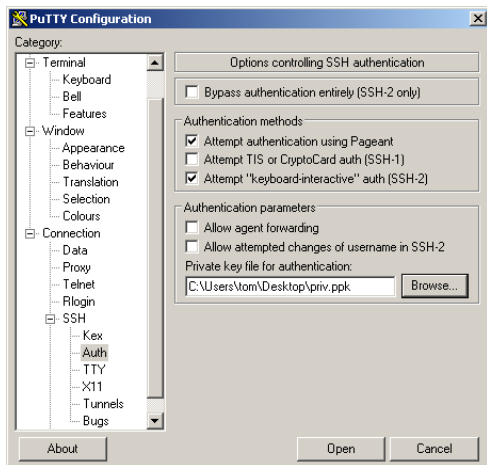 PuTTY Configuration
Category:
Terminal
Keyboard
Bell
Features
Window
Appearance
Behaviour
Translation
Selection
Colours
Connection
Data
Proxy
Telnet
Rlogin
SSH
Kex
Auth
TTY
X11
Tunnels
Bugs
Options controlling SSH authentication
Bypass authentication entirely (SSH-2 only)
Authentication methods
Attempt authentication using Pageant
Attempt TIS or CryptoCard auth (SSH-1)
Attempt "keyboard-interactive" auth (SSH-2)
Authentication parameters
Allow agent forwarding
Allow attempted changes of username in SSH-2
Private key file for authentication:
C:\Users\tom\Desktop\priv.ppk
Browse...
About
Open
Cancel